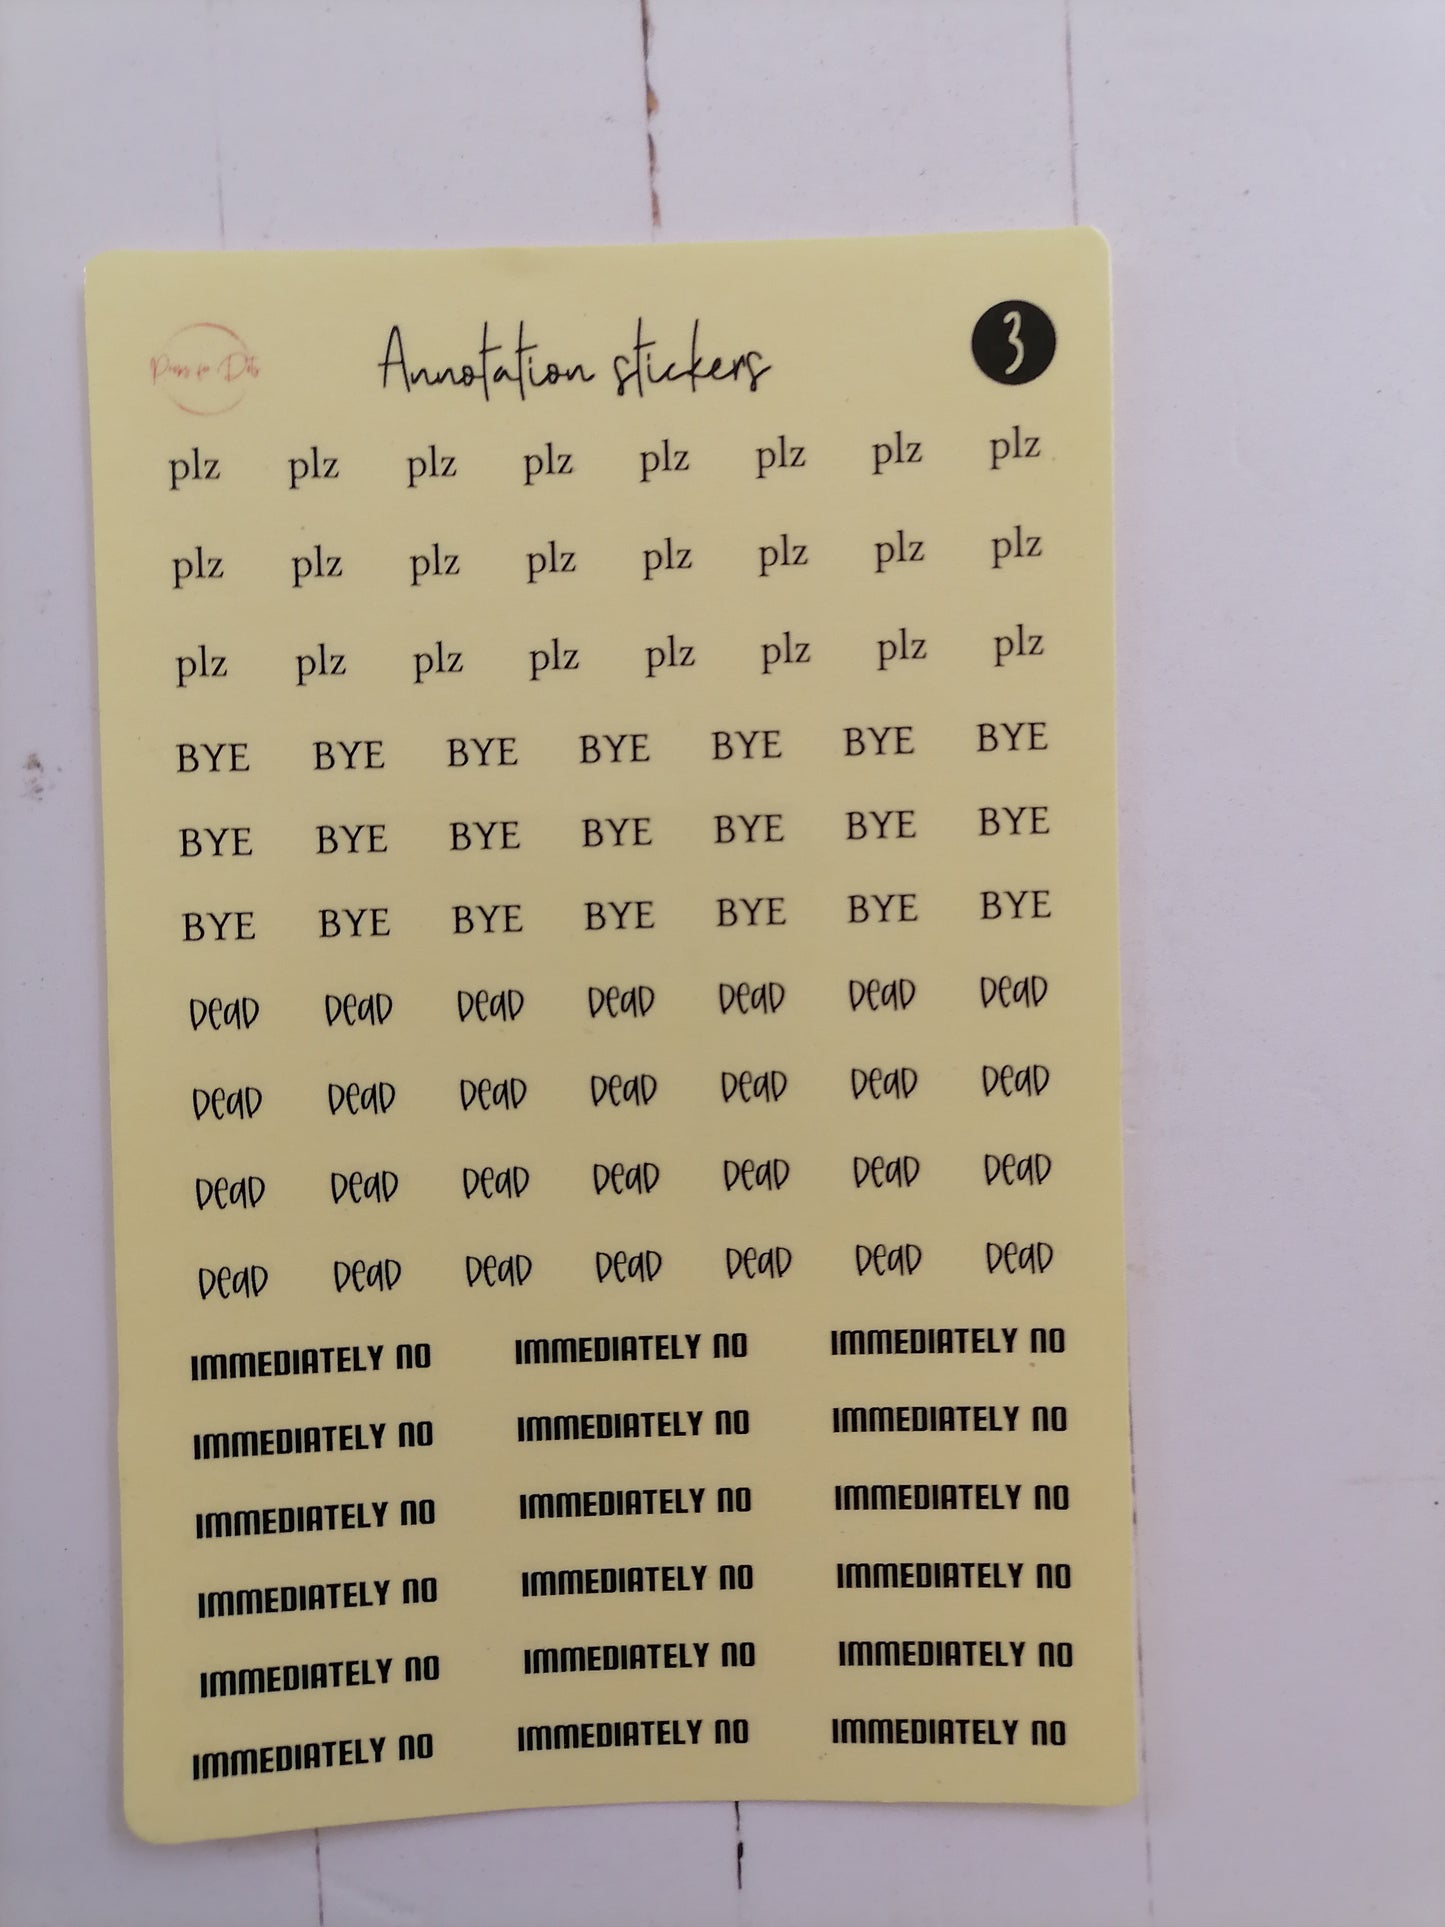 Annotation stickers 3
plz plz plz plz plz plz plz plz
plz plz plz plz plz plz plz plz
plz plz plz plz plz plz plz plz
BYE BYE BYE BYE BYE BYE BYE
BYE BYE BYE BYE BYE BYE BYE
BYE BYE BYE BYE BYE BYE BYE
Dead Dead Dead Dead Dead Dead Dead
Dead Dead Dead Dead Dead Dead Dead
Dead Dead Dead Dead Dead Dead Dead
Dead Dead Dead Dead Dead Dead Dead
IMMEDIATELY NO IMMEDIATELY NO IMMEDIATELY NO
IMMEDIATELY NO IMMEDIATELY NO IMMEDIATELY NO
IMMEDIATELY NO IMMEDIATELY NO IMMEDIATELY NO
IMMEDIATELY NO IMMEDIATELY NO IMMEDIATELY NO
IMMEDIATELY NO IMMEDIATELY NO IMMEDIATELY NO
IMMEDIATELY NO IMMEDIATELY NO IMMEDIATELY NO